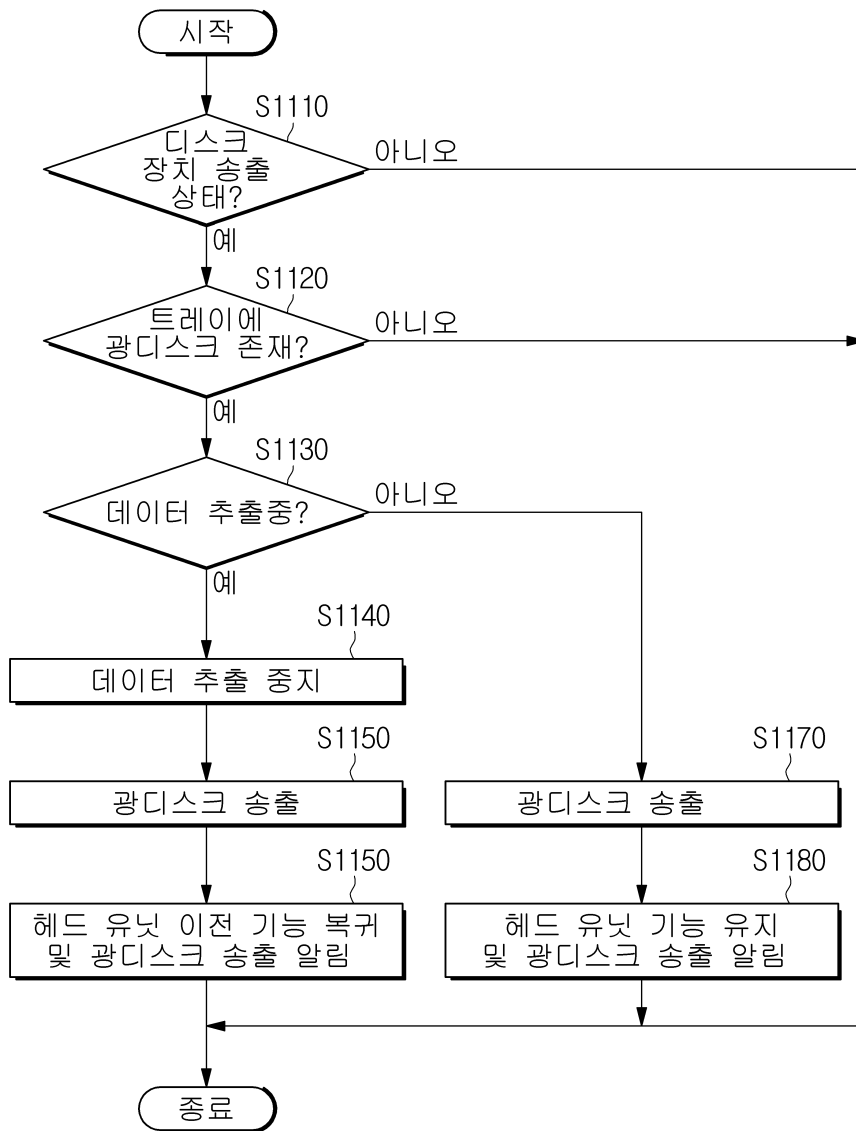 시작
S1110
디스크
장치 송출
상태?
아니오
예
S1120
트레이에
광디스크 존재?
아니오
예
S1130
데이터 추출중?
아니오
예
S1140
데이터 추출 중지
S1150
광디스크 송출
S1170
광디스크 송출
S1150
헤드 유닛 이전 기능 복귀
및 광디스크 송출 알림
S1180
헤드 유닛 기능 유지
및 광디스크 송출 알림
종료